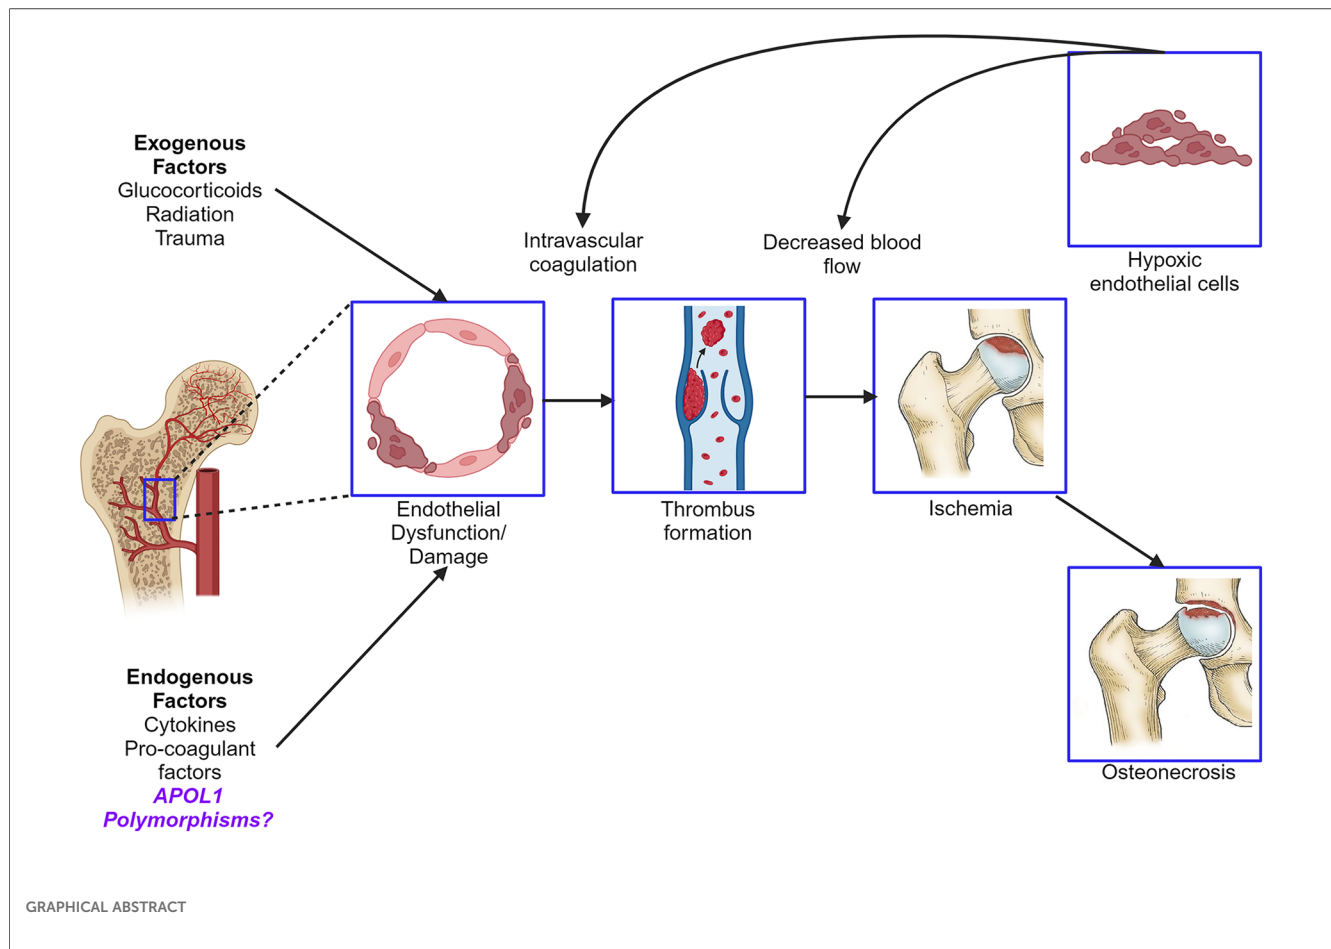 Exogenous
Factors
Glucocorticoids
Radiation
Trauma
Intravascular
coagulation
Decreased blood
flow
Hypoxic
endothelial cells
Endothelial
Dysfunction/
Damage
Thrombus
formation
Ischemia
Osteonecrosis
Endogenous
Factors
Cytokines
Pro-coagulant
factors
APOL1
Polymorphisms?
GRAPHICAL ABSTRACT